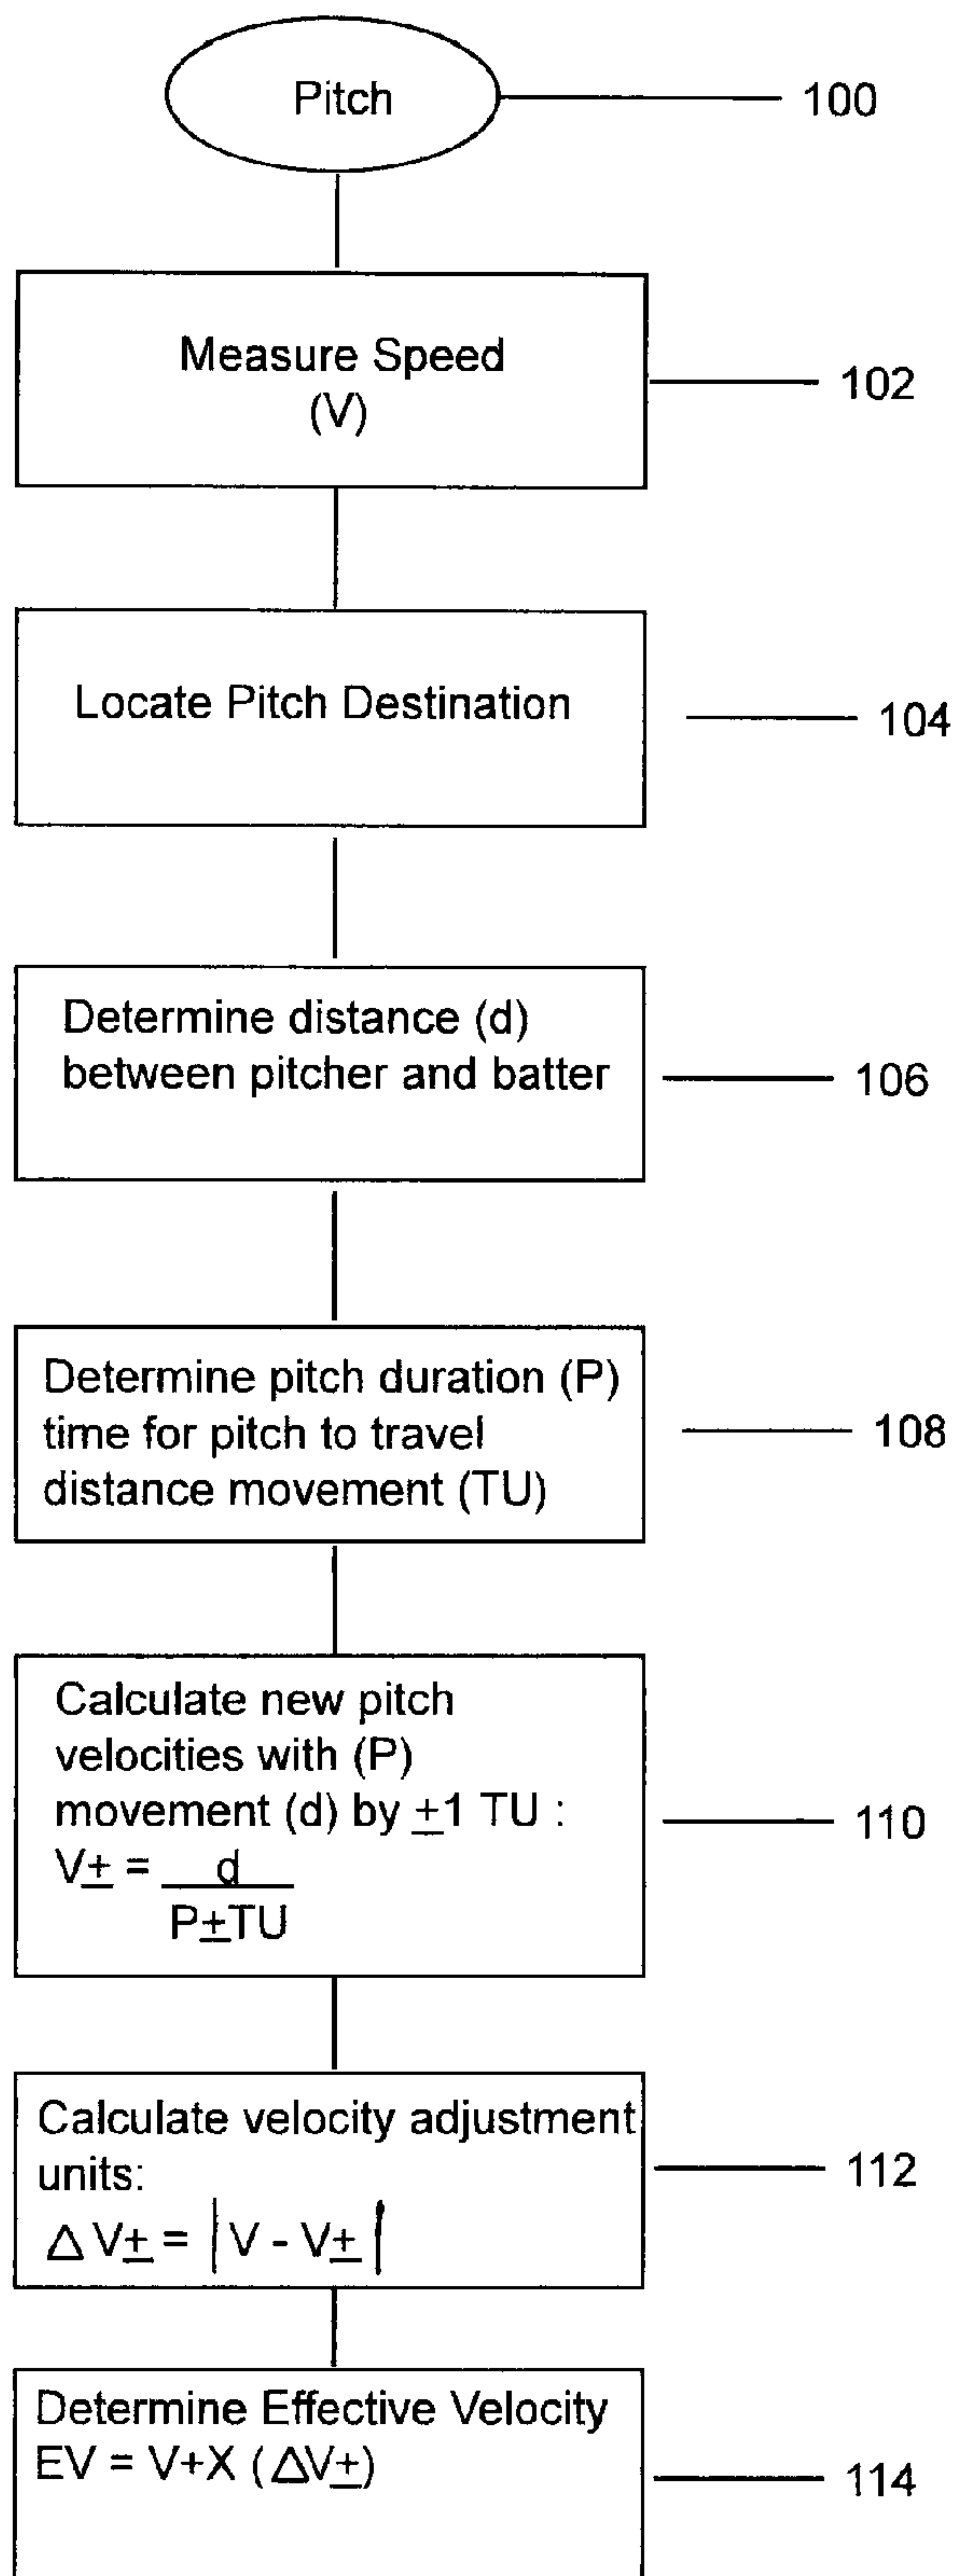 Pitch
100
Measure Speed
(V)
102
Locate Pitch Destination
104
Determine distance (d)
between pitcher and batter
106
Determine pitch duration (P)
time for pitch to travel
distance movement (TU)
108
Calculate new pitch
velocities with (P)
movement (d) by ±1 TU :
V± = d
P±TU
110
Calculate velocity adjustment
units:
△ V± = | V - V± |
112
Determine Effective Velocity
EV = V+X (△V±)
114